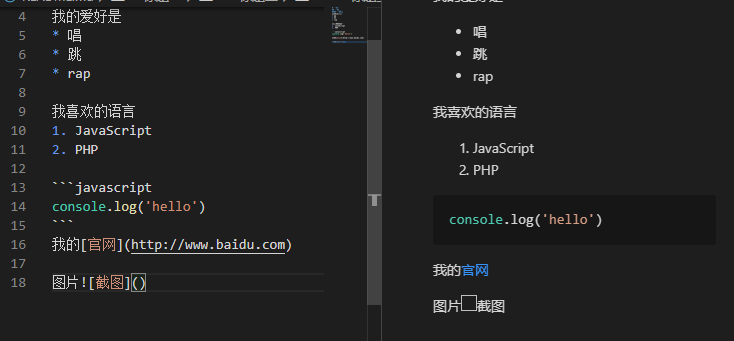 4 我的爱好是
5 * 唱
6 * 跳
7 * rap
8
9 我喜欢的语言
10 1. JavaScript
11 2. PHP
12
13 ```javascript
14 console.log('hello')
15 ```
16 我的[官网](http://www.baidu.com)
17
18 图片![截图]()
• 唱
• 跳
• rap
我喜欢的语言
1. JavaScript
2. PHP
console.log('hello')
我的官网
图片截图